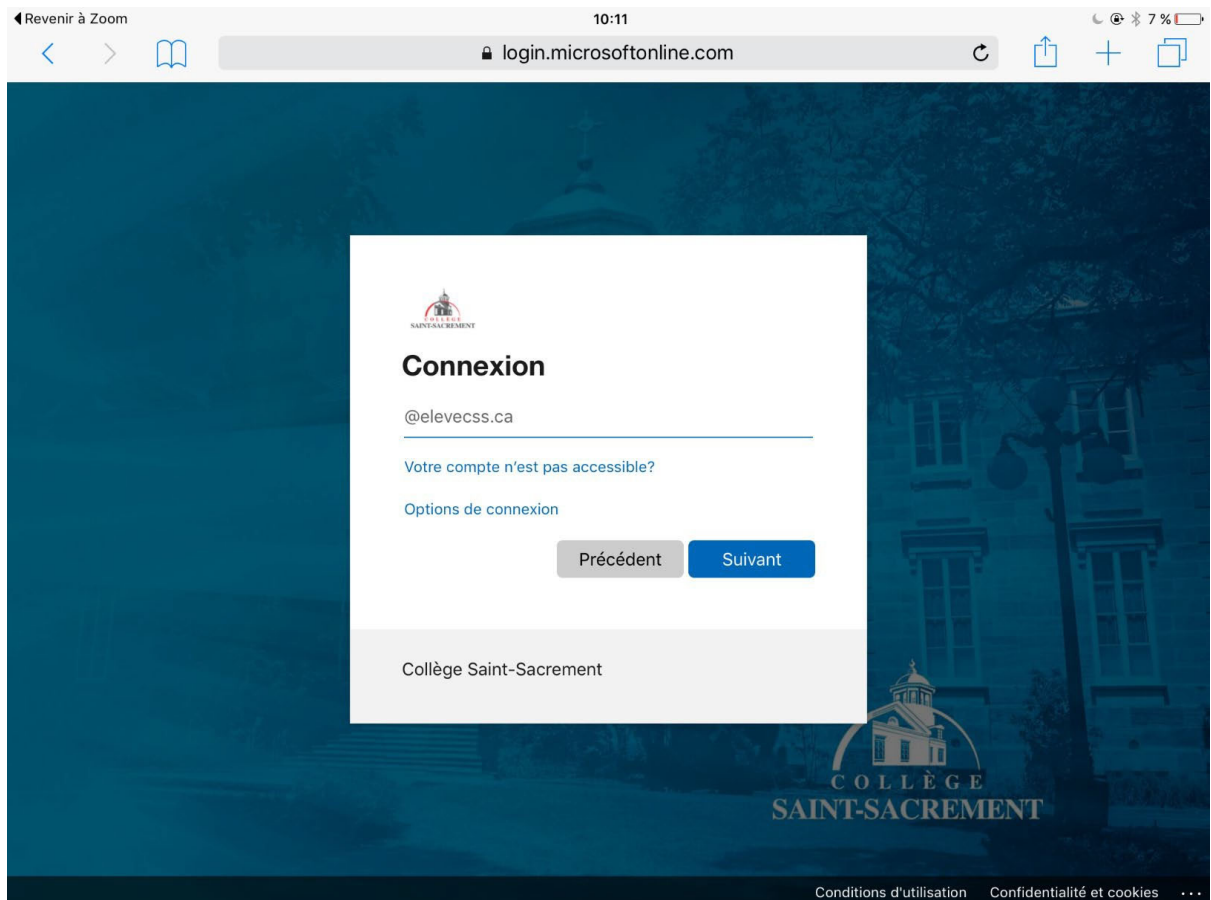 Revenir à Zoom 10:11 7 %
login.microsoftonline.com
COLLÈGE
SAINT-SACREMENT
Connexion
@elevecss.ca
Votre compte n'est pas accessible?
Options de connexion
Précédent Suivant
Collège Saint-Sacrement
COLLÈGE
SAINT-SACREMENT
Conditions d'utilisation Confidentialité et cookies ...